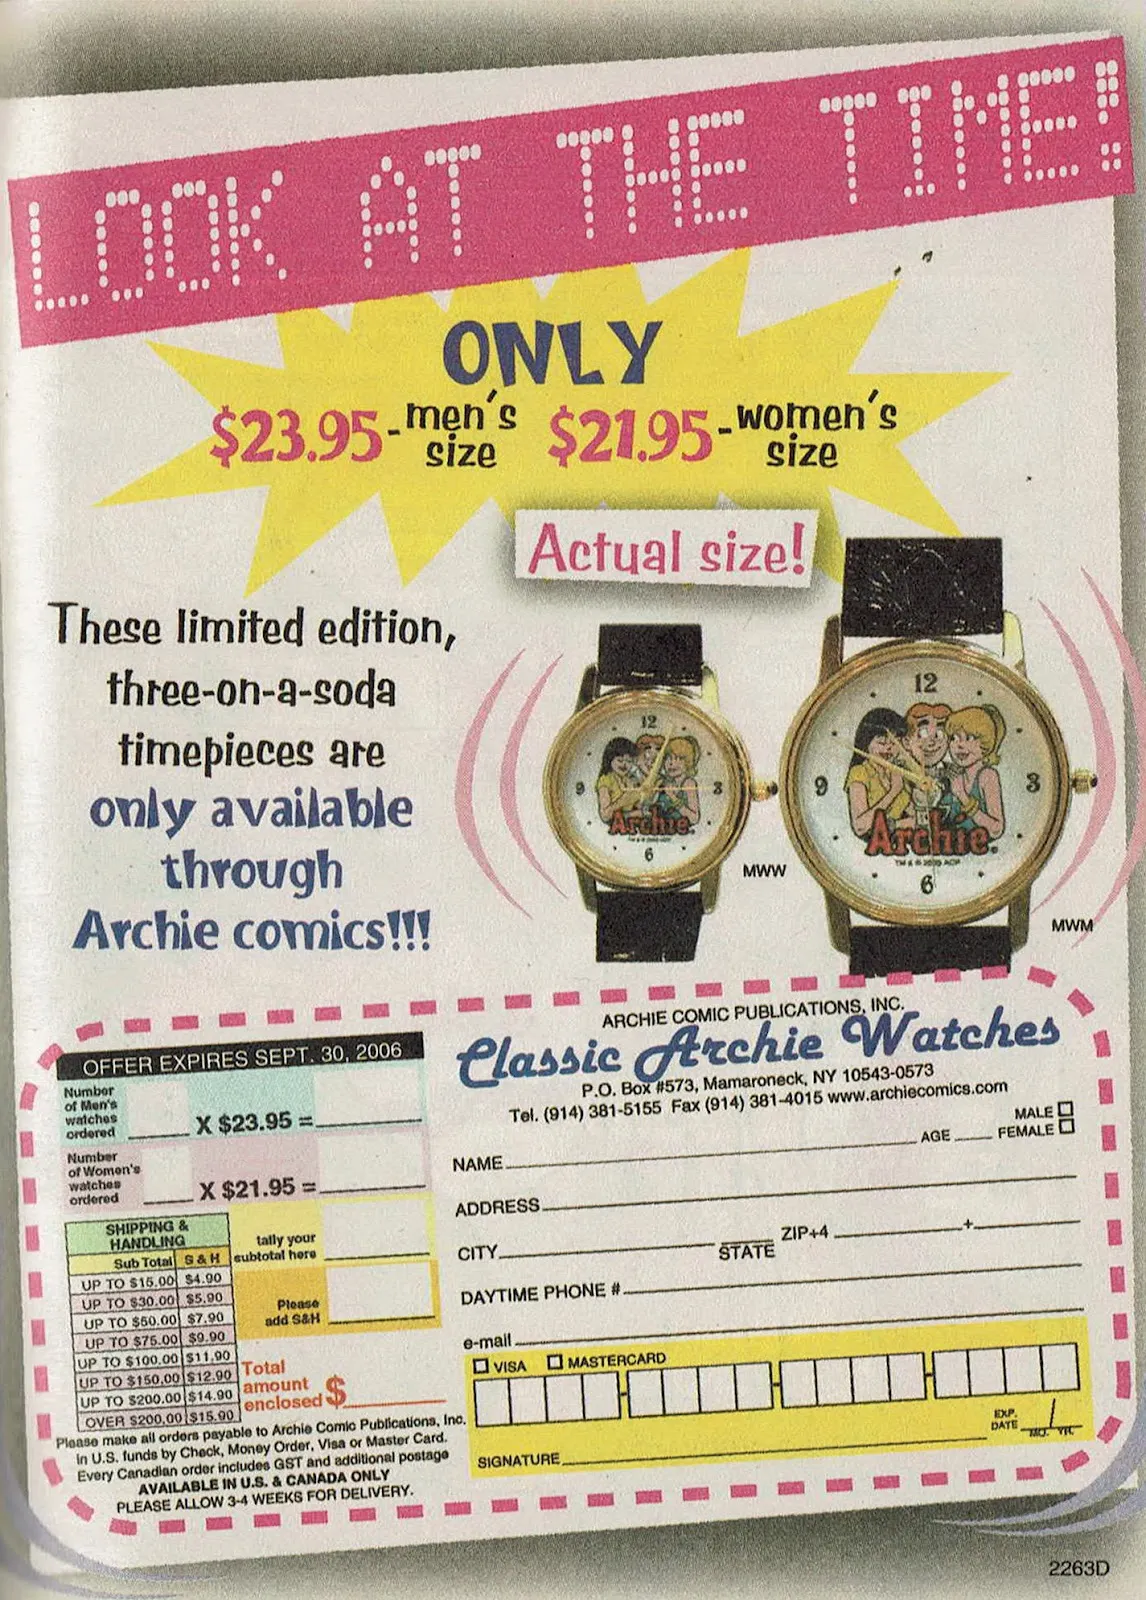 LOOK AT THE TIME!
ONLY
$23.95-men's size $21.95-women's size
Actual size!
These limited edition,
three-on-a-soda
timepieces are
only available
through
Archie comics!!!
12
9
3
6
Archie
MWW
12
9
3
6
Archie
MWM
OFFER EXPIRES SEPT. 30, 2006
Number
of Men's
watches
ordered
X $23.95 =
Number
of Women's
watches
ordered
X $21.95 =
SHIPPING &
HANDLING
Sub Total S & H
UP TO $15.00 $4.90
UP TO $30.00 $5.90
UP TO $50.00 $7.90
UP TO $75.00 $9.90
UP TO $100.00 $11.90
UP TO $150.00 $12.90
UP TO $200.00 $14.90
OVER $200.00 $15.90
tally your
subtotal here
Please
add S&H
Total
amount
enclosed $
Please make all orders payable to Archie Comic Publications, Inc.
in U.S. funds by Check, Money Order, Visa or Master Card.
Every Canadian order includes GST and additional postage
AVAILABLE IN U.S. & CANADA ONLY
PLEASE ALLOW 3-4 WEEKS FOR DELIVERY.
ARCHIE COMIC PUBLICATIONS, INC.
Classic Archie Watches
P.O. Box #573, Mamaroneck, NY 10543-0573
Tel. (914) 381-5155 Fax (914) 381-4015 www.archiecomics.com
MALE
NAME AGE FEMALE
ADDRESS
CITY STATE ZIP+4 +
DAYTIME PHONE #
e-mail
VISA MASTERCARD
EXP.
DATE / MO. YR.
SIGNATURE
2263D